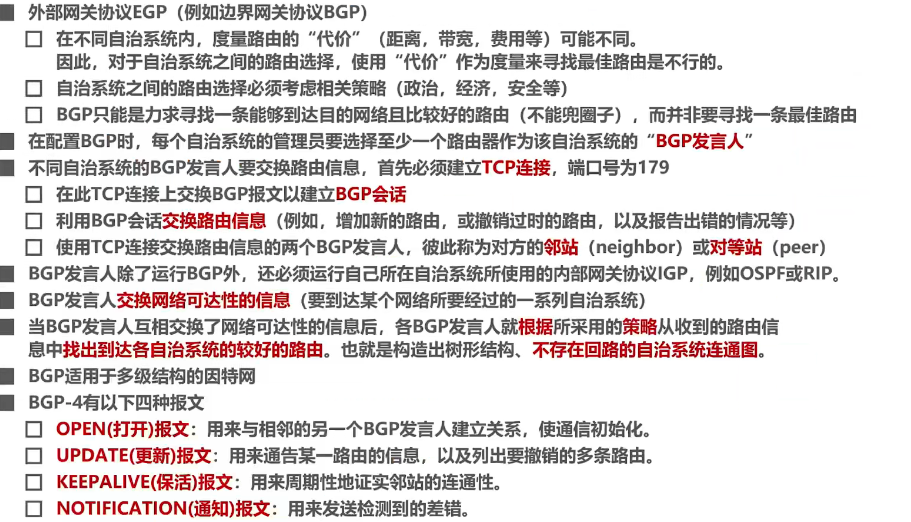 外部网关协议EGP（例如边界网关协议BGP）
在不同自治系统内，度量路由的“代价”（距离，带宽，费用等）可能不同。
因此，对于自治系统之间的路由选择，使用“代价”作为度量来寻找最佳路由是不行的。
自治系统之间的路由选择必须考虑相关策略（政治，经济，安全等）
BGP只能是力求寻找一条能够到达目的网络且比较好的路由（不能兜圈子），而并非要寻找一条最佳路由
在配置BGP时，每个自治系统的管理员要选择至少一个路由器作为该自治系统的“BGP发言人”
不同自治系统的BGP发言人要交换路由信息，首先必须建立TCP连接，端口号为179
在此TCP连接上交换BGP报文以建立BGP会话
利用BGP会话交换路由信息（例如，增加新的路由，或撤销过时的路由，以及报告出错的情况等）
使用TCP连接交换路由信息的两个BGP发言人，彼此称为对方的邻站（neighbor）或对等站（peer）
BGP发言人除了运行BGP外，还必须运行自己所在自治系统所使用的内部网关协议IGP，例如OSPF或RIP。
BGP发言人交换网络可达性的信息（要到达某个网络所要经过的一系列自治系统）
当BGP发言人互相交换了网络可达性的信息后，各BGP发言人就根据所采用的策略从收到的路由信
息中找出到达各自治系统的较好的路由。也就是构造出树形结构、不存在回路的自治系统连通图。
BGP适用于多级结构的因特网
BGP-4有以下四种报文
OPEN(打开)报文：用来与相邻的另一个BGP发言人建立关系，使通信初始化。
UPDATE(更新)报文：用来通告某一路由的信息，以及列出要撤销的多条路由。
KEEPALIVE(保活)报文：用来周期性地证实邻站的连通性。
NOTIFICATION(通知)报文：用来发送检测到的差错。